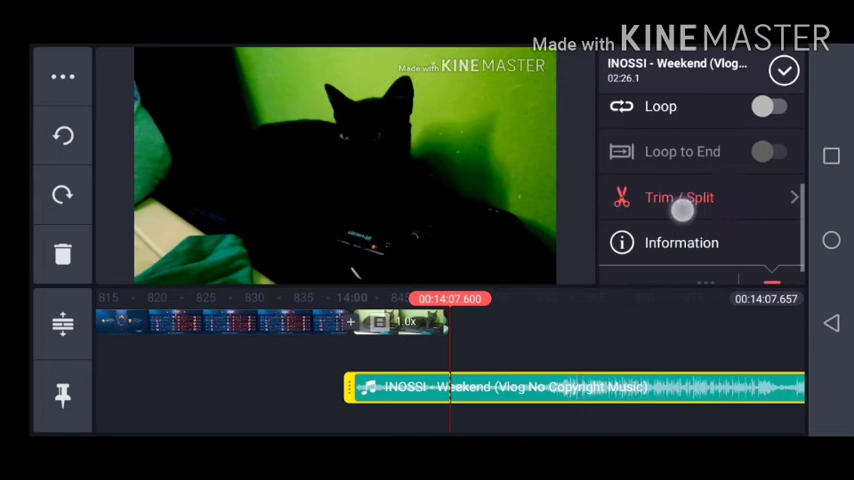 Made with KINEMASTER
Made with KINEMASTER
INOSSI - Weekend (Vlog...
02:26.1
Loop
Loop to End
Trim / Split
Information
815 820 825 830 835 14:00 845
00:14:07.600
00:14:07.657
1.0x
INOSSI - Weekend (Vlog No Copyright Music)